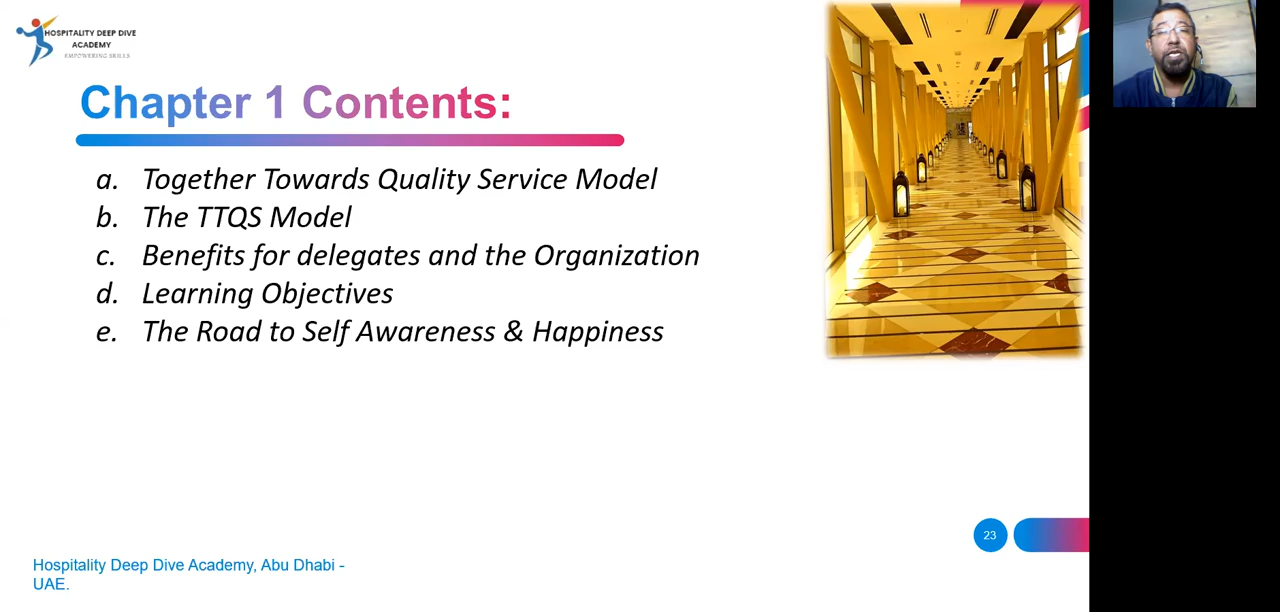 HOSPITALITY DEEP DIVE
ACADEMY
EMPOWERING SKILLS
Chapter 1 Contents:
a. Together Towards Quality Service Model
b. The TTQS Model
c. Benefits for delegates and the Organization
d. Learning Objectives
e. The Road to Self Awareness & Happiness
23
Hospitality Deep Dive Academy, Abu Dhabi -
UAE.